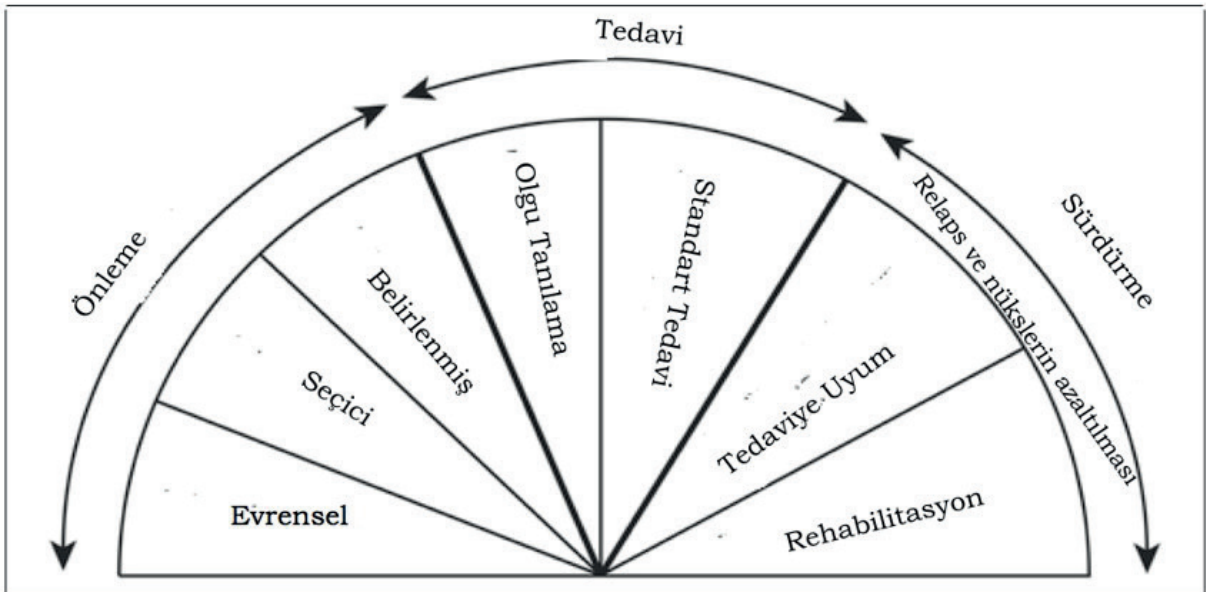 Tedavi
Önleme
Sürdürme
Evrensel
Seçici
Belirlenmiş
Olgu Tanılama
Standart Tedavi
Tedaviye Uyum
Relaps ve nükslerin azaltılması
Rehabilitasyon